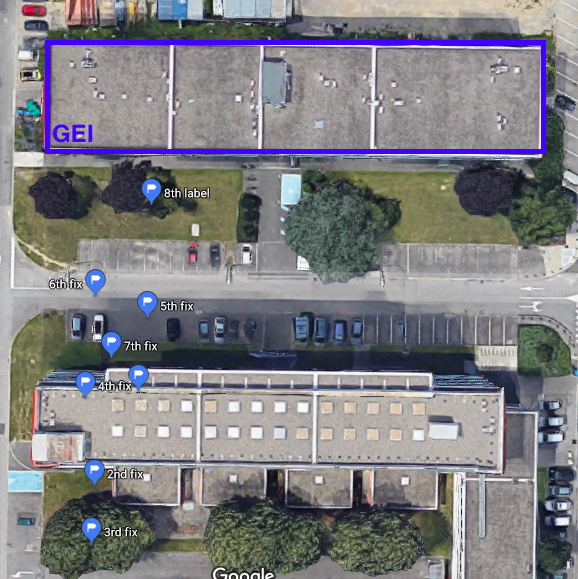 GEI
8th label
6th fix
5th fix
7th fix
4th fix
2nd fix
3rd fix
Google